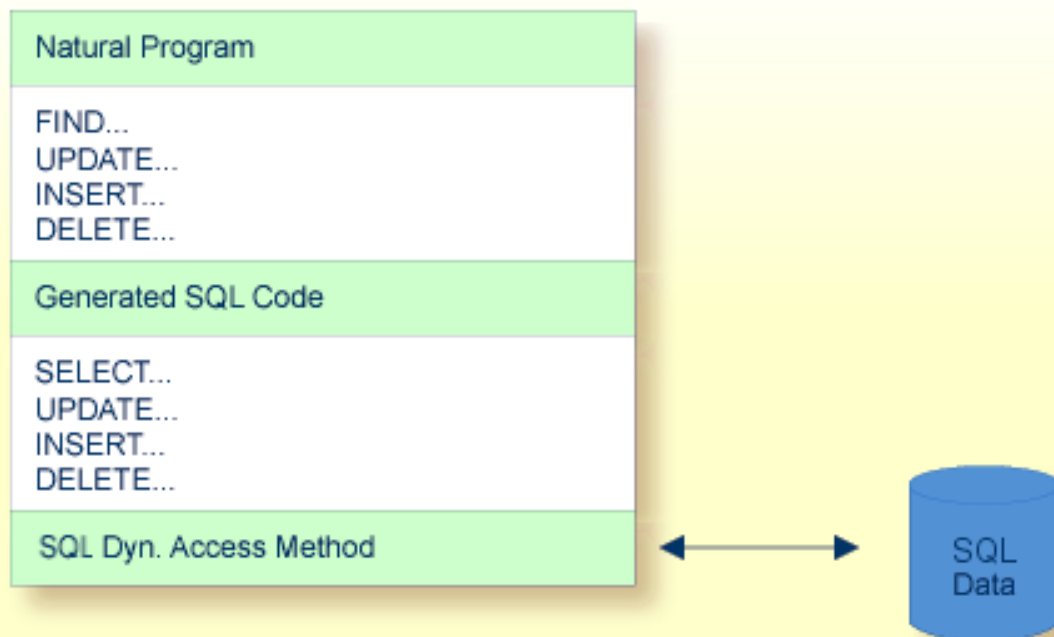 Natural Program
FIND...
UPDATE...
INSERT...
DELETE...
Generated SQL Code
SELECT...
UPDATE...
INSERT...
DELETE...
SQL Dyn. Access Method
SQL
Data